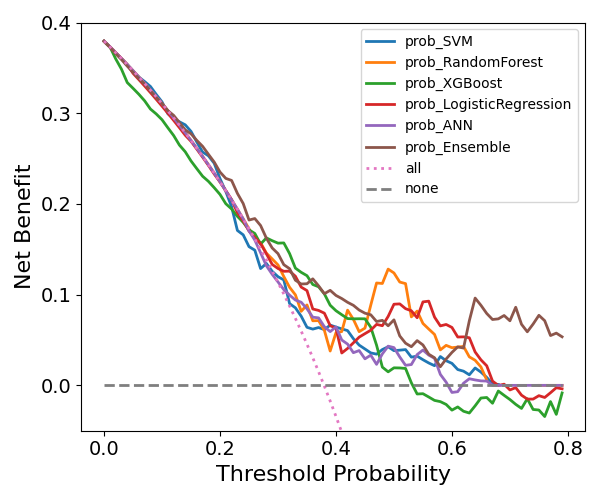 0.4
0.3
0.2
0.1
0.0
Net Benefit
0.0
0.2
0.4
0.6
0.8
Threshold Probability
prob_SVM
prob_RandomForest
prob_XGBoost
prob_LogisticRegression
prob_ANN
prob_Ensemble
all
none